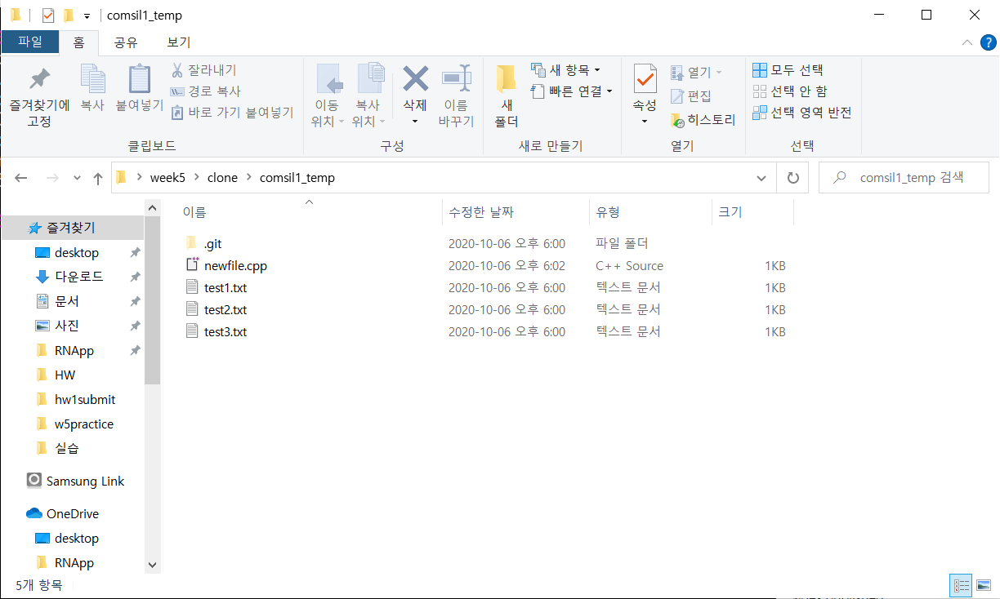 comsil1_temp
파일 홈 공유 보기
즐겨찾기에 고정
복사
붙여넣기
잘라내기
경로 복사
바로 가기 붙여넣기
클립보드
이동 위치
복사 위치
삭제
이름 바꾸기
구성
새 폴더
새 항목
빠른 연결
새로 만들기
속성
열기
편집
히스토리
열기
모두 선택
선택 안 함
선택 영역 반전
선택
week5 clone comsil1_temp
comsil1_temp 검색
즐겨찾기
desktop
다운로드
문서
사진
RNApp
HW
hw1submit
w5practice
실습
Samsung Link
OneDrive
desktop
RNApp
이름 수정한 날짜 유형 크기
.git 2020-10-06 오후 6:00 파일 폴더
newfile.cpp 2020-10-06 오후 6:02 C++ Source 1KB
test1.txt 2020-10-06 오후 6:00 텍스트 문서 1KB
test2.txt 2020-10-06 오후 6:00 텍스트 문서 1KB
test3.txt 2020-10-06 오후 6:00 텍스트 문서 1KB
5개 항목